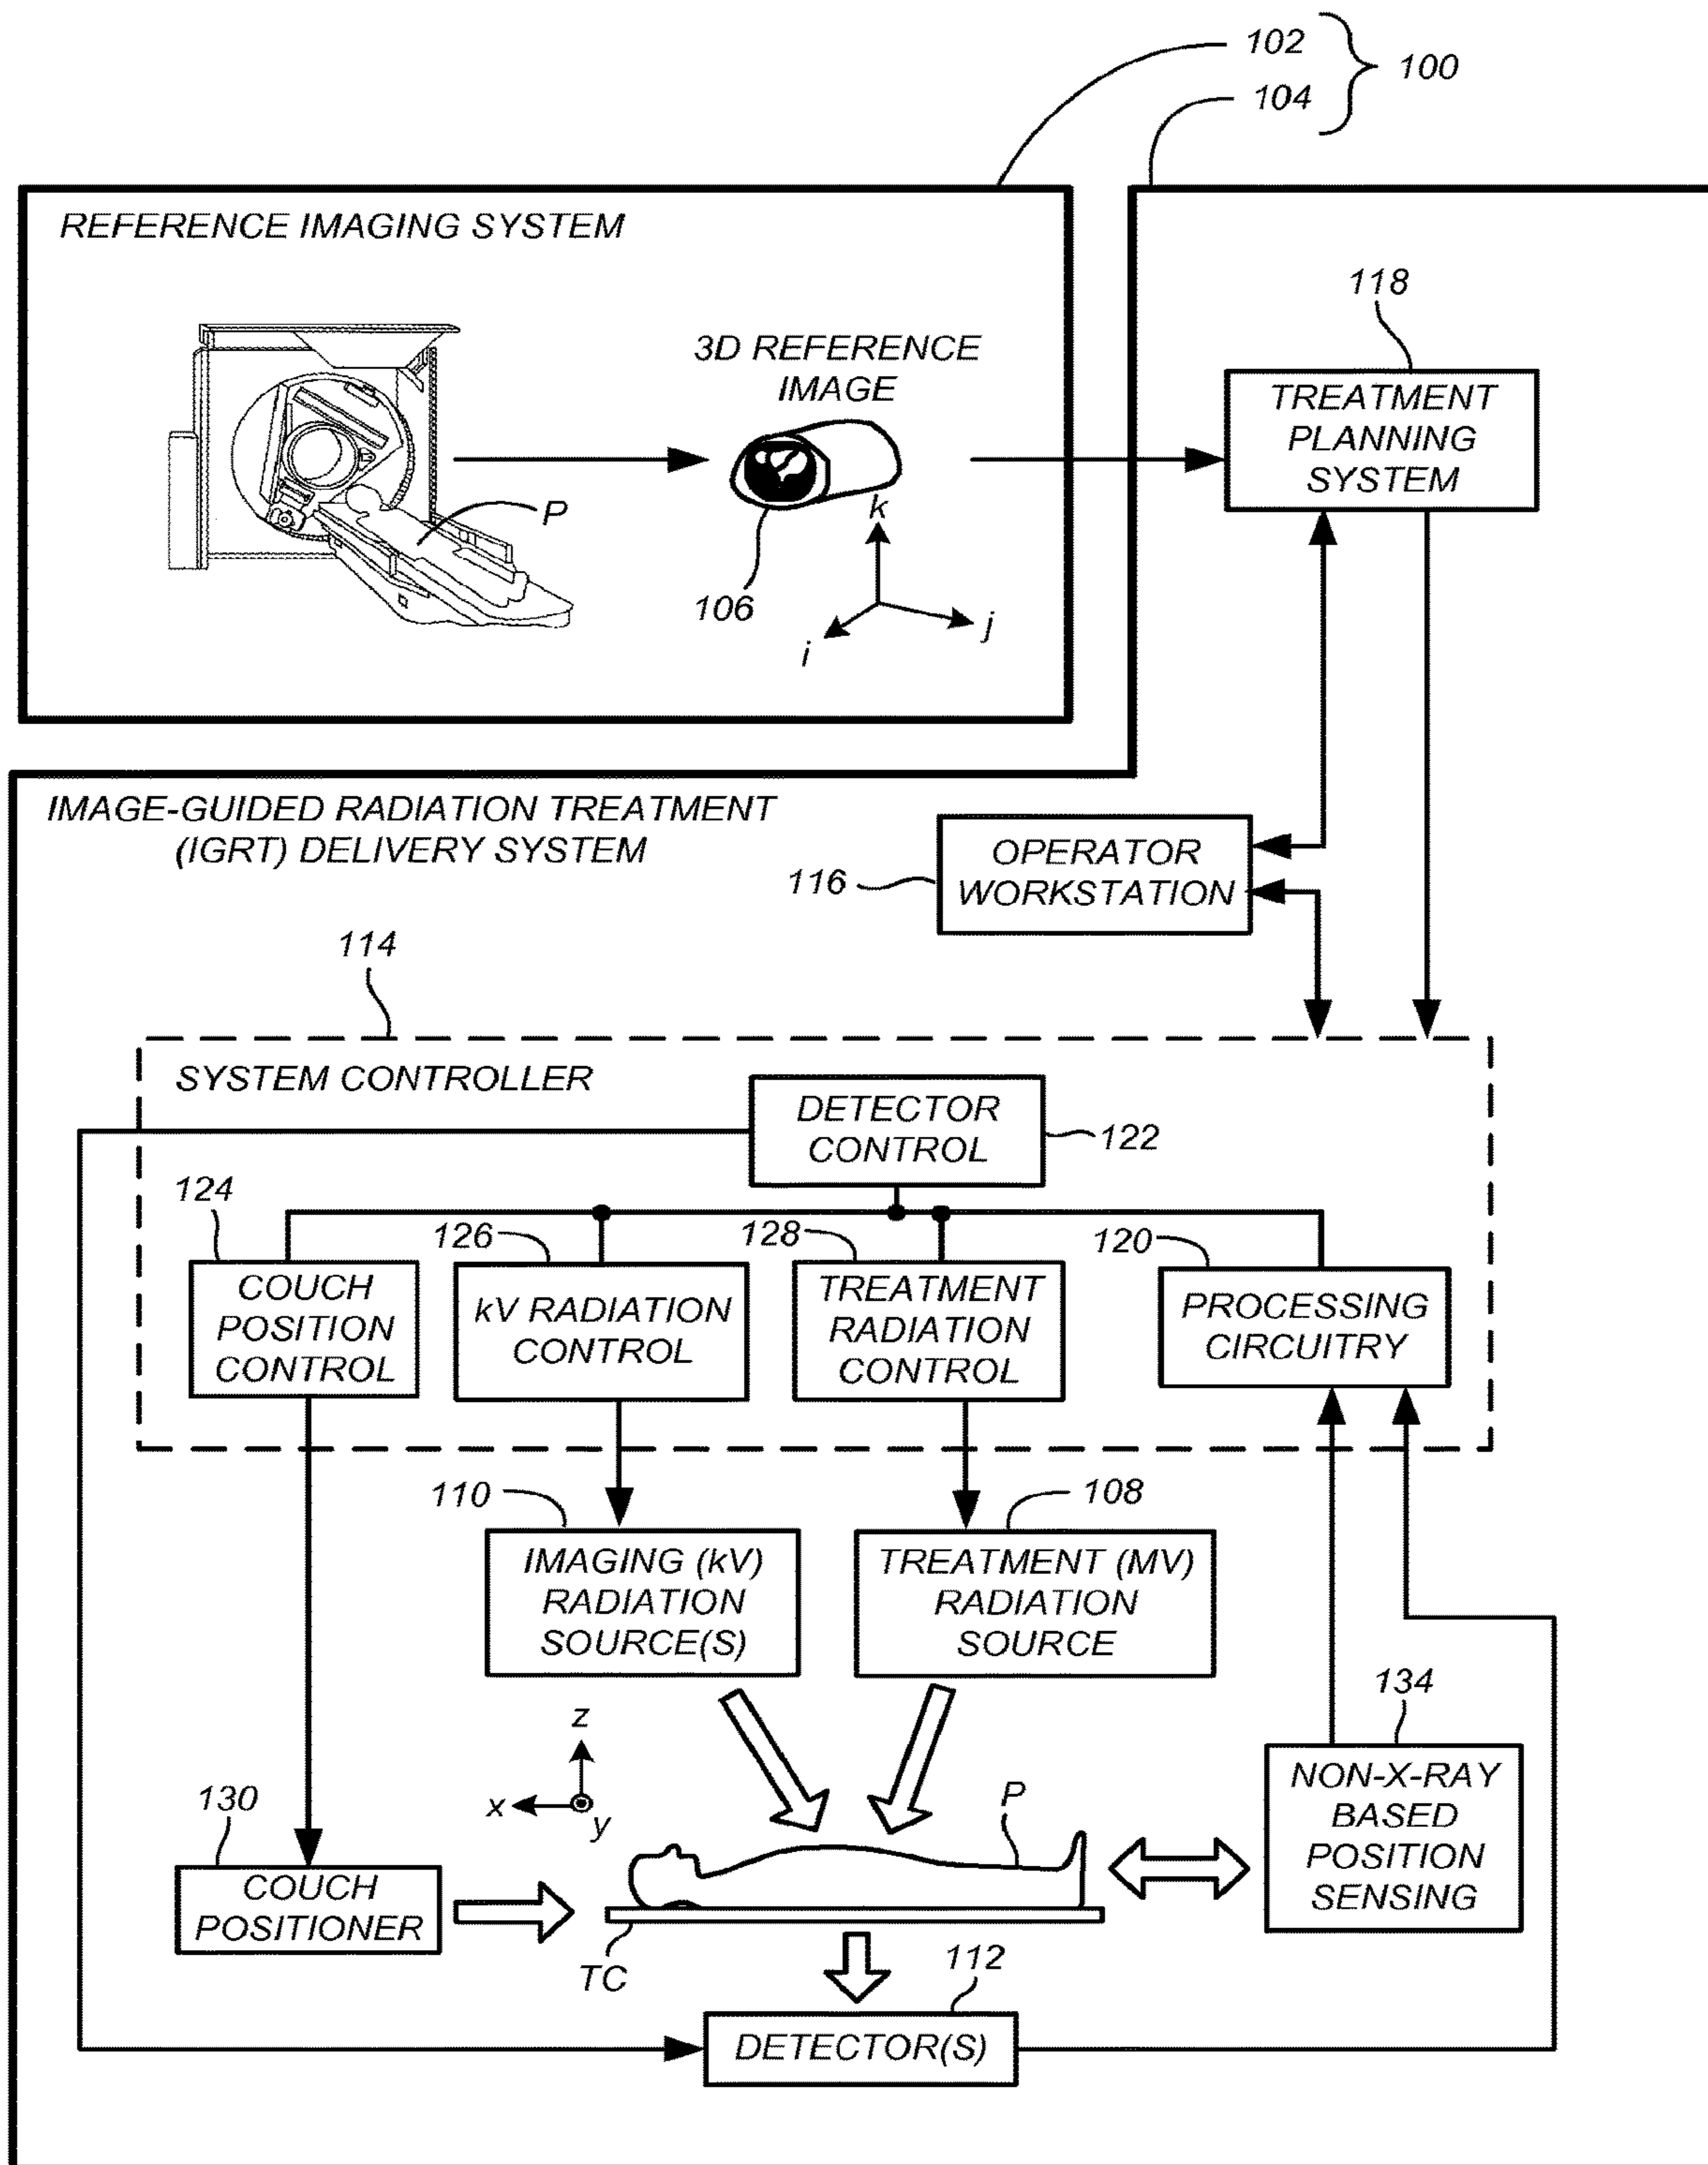 102
100
104
REFERENCE IMAGING SYSTEM
118
3D REFERENCE
IMAGE
TREATMENT
PLANNING
SYSTEM
P
k
106
j
i
IMAGE-GUIDED RADIATION TREATMENT
(IGRT) DELIVERY SYSTEM
OPERATOR
WORKSTATION
116
114
SYSTEM CONTROLLER
DETECTOR
CONTROL
122
124
126
128
120
COUCH
POSITION
CONTROL
kV RADIATION
CONTROL
TREATMENT
RADIATION
CONTROL
PROCESSING
CIRCUITRY
110
108
IMAGING (kV)
RADIATION
SOURCE(S)
TREATMENT (MV)
RADIATION
SOURCE
134
z
x
y
130
P
NON-X-RAY
BASED
POSITION
SENSING
COUCH
POSITIONER
TC
112
DETECTOR(S)